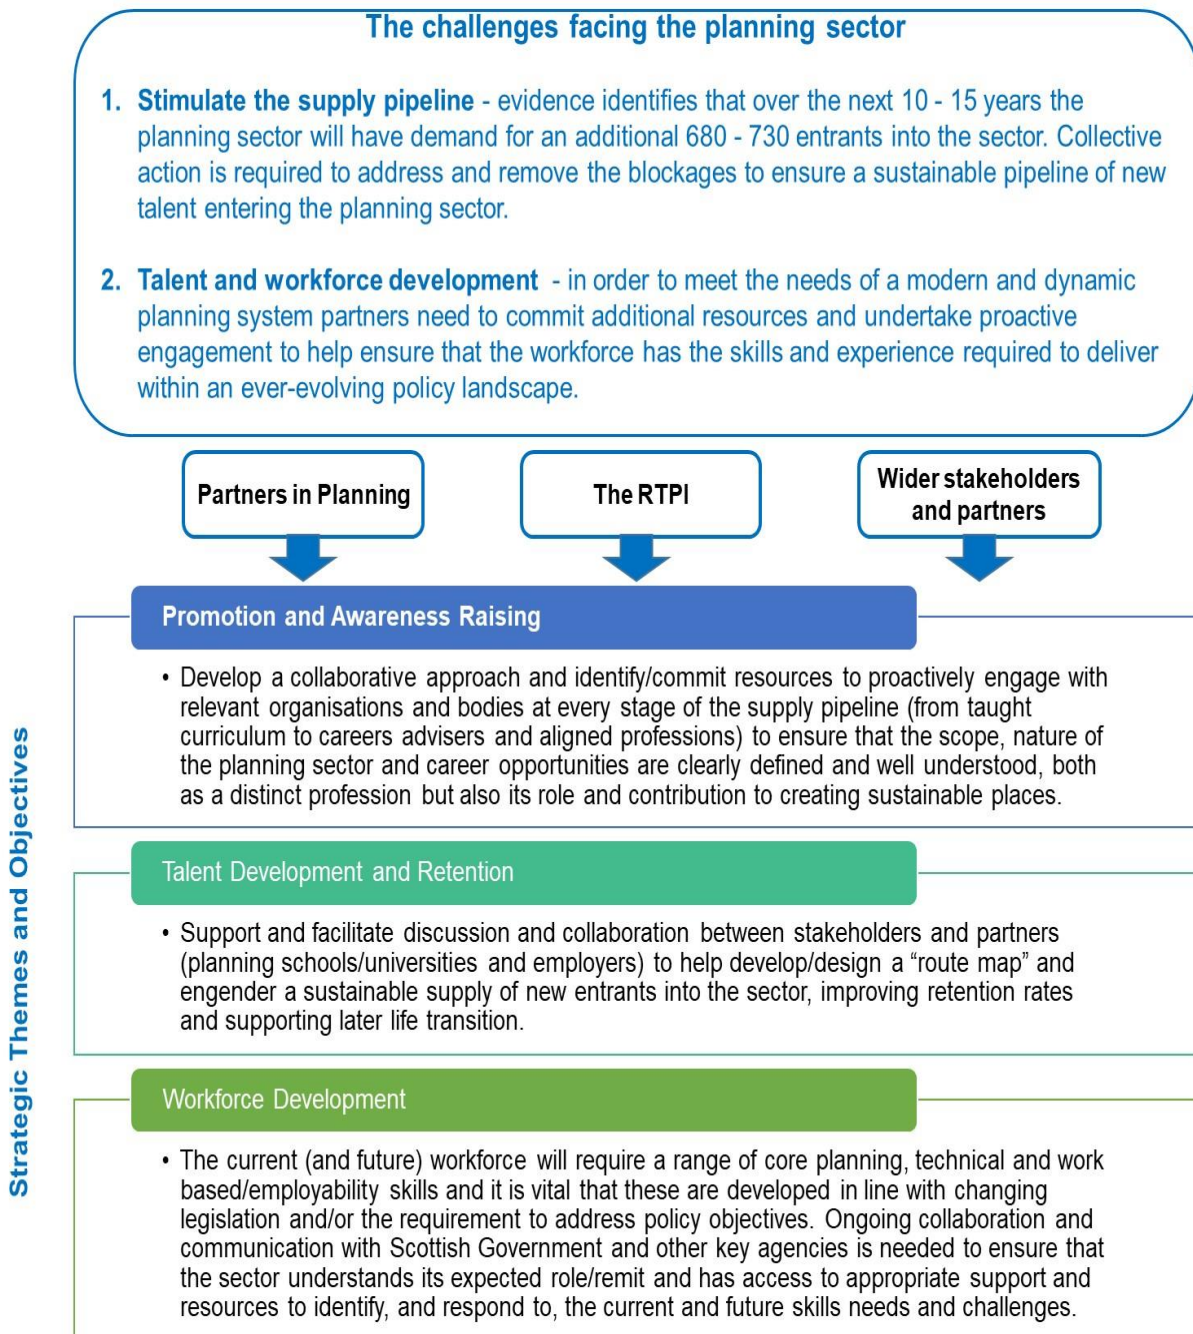 The challenges facing the planning sector
1. Stimulate the supply pipeline - evidence identifies that over the next 10 - 15 years the
planning sector will have demand for an additional 680 - 730 entrants into the sector. Collective
action is required to address and remove the blockages to ensure a sustainable pipeline of new
talent entering the planning sector.
2. Talent and workforce development - in order to meet the needs of a modern and dynamic
planning system partners need to commit additional resources and undertake proactive
engagement to help ensure that the workforce has the skills and experience required to deliver
within an ever-evolving policy landscape.
Partners in Planning
The RTPI
Wider stakeholders
and partners
Strategic Themes and Objectives
Promotion and Awareness Raising
• Develop a collaborative approach and identify/commit resources to proactively engage with
relevant organisations and bodies at every stage of the supply pipeline (from taught
curriculum to careers advisers and aligned professions) to ensure that the scope, nature of
the planning sector and career opportunities are clearly defined and well understood, both
as a distinct profession but also its role and contribution to creating sustainable places.
Talent Development and Retention
• Support and facilitate discussion and collaboration between stakeholders and partners
(planning schools/universities and employers) to help develop/design a “route map” and
engender a sustainable supply of new entrants into the sector, improving retention rates
and supporting later life transition.
Workforce Development
• The current (and future) workforce will require a range of core planning, technical and work
based/employability skills and it is vital that these are developed in line with changing
legislation and/or the requirement to address policy objectives. Ongoing collaboration and
communication with Scottish Government and other key agencies is needed to ensure that
the sector understands its expected role/remit and has access to appropriate support and
resources to identify, and respond to, the current and future skills needs and challenges.